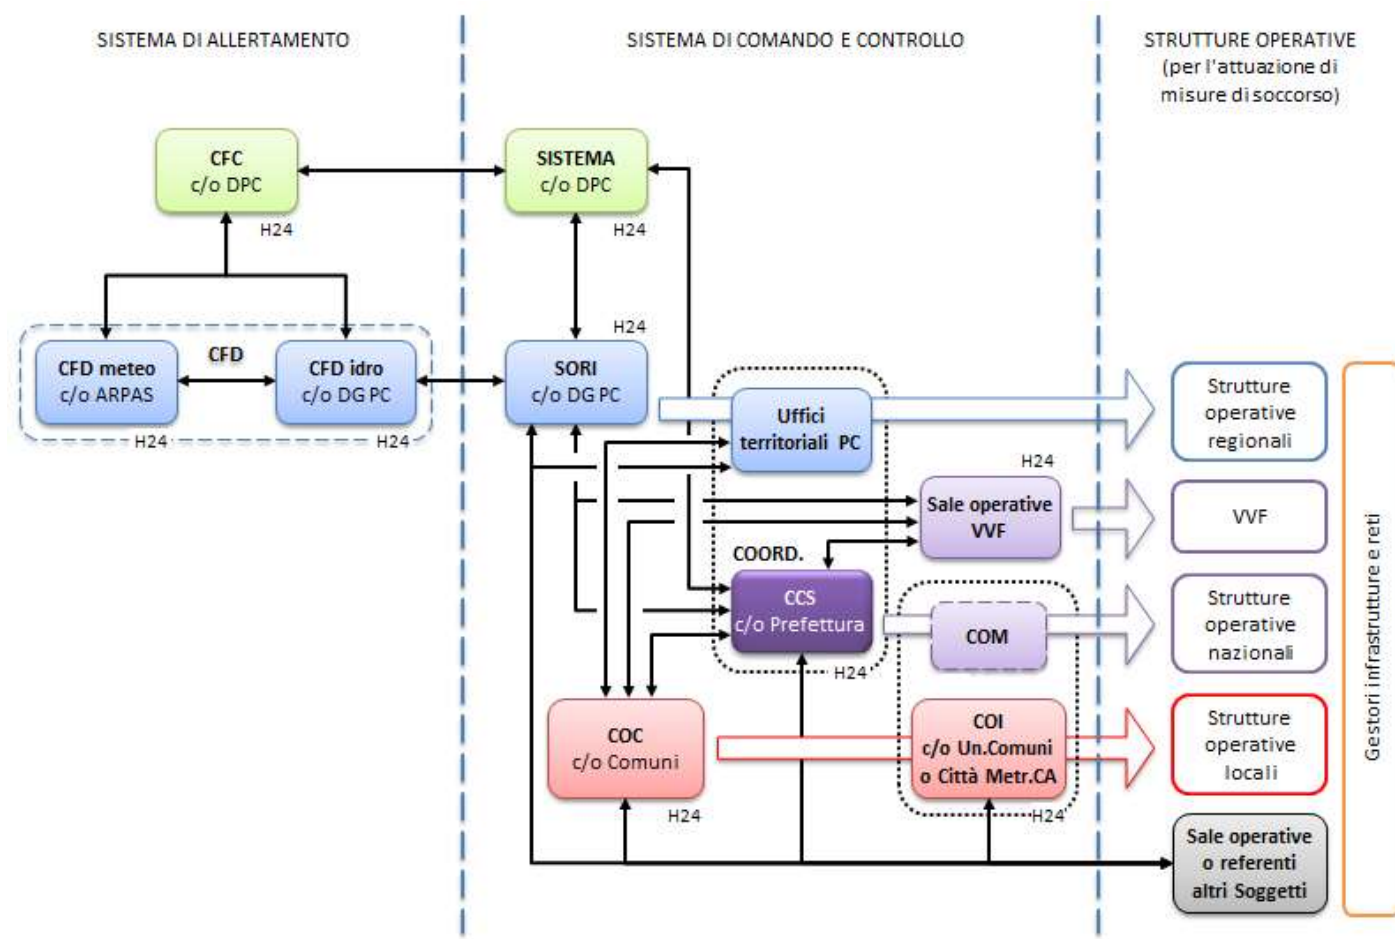 SISTEMA DI ALLERTAMENTO
SISTEMA DI COMANDO E CONTROLLO
STRUTTURE OPERATIVE
(per l'attuazione di
misure di soccorso)
CFC
c/o DPC
H24
SISTEMA
c/o DPC
H24
CFD
CFD meteo
c/o ARPAS
H24
CFD idro
c/o DG PC
H24
H24
SORI
c/o DG PC
Uffici
territoriali PC
Strutture
operative
regionali
H24
Sale operative
VVF
VVF
COORD.
CCS
c/o Prefettura
H24
COM
Strutture
operative
nazionali
COC
c/o Comuni
H24
COI
c/o Un.Comuni
o Città Metr.CA
H24
Strutture
operative
locali
Sale operative
o referenti
altri Soggetti
Gestori infrastrutture e reti